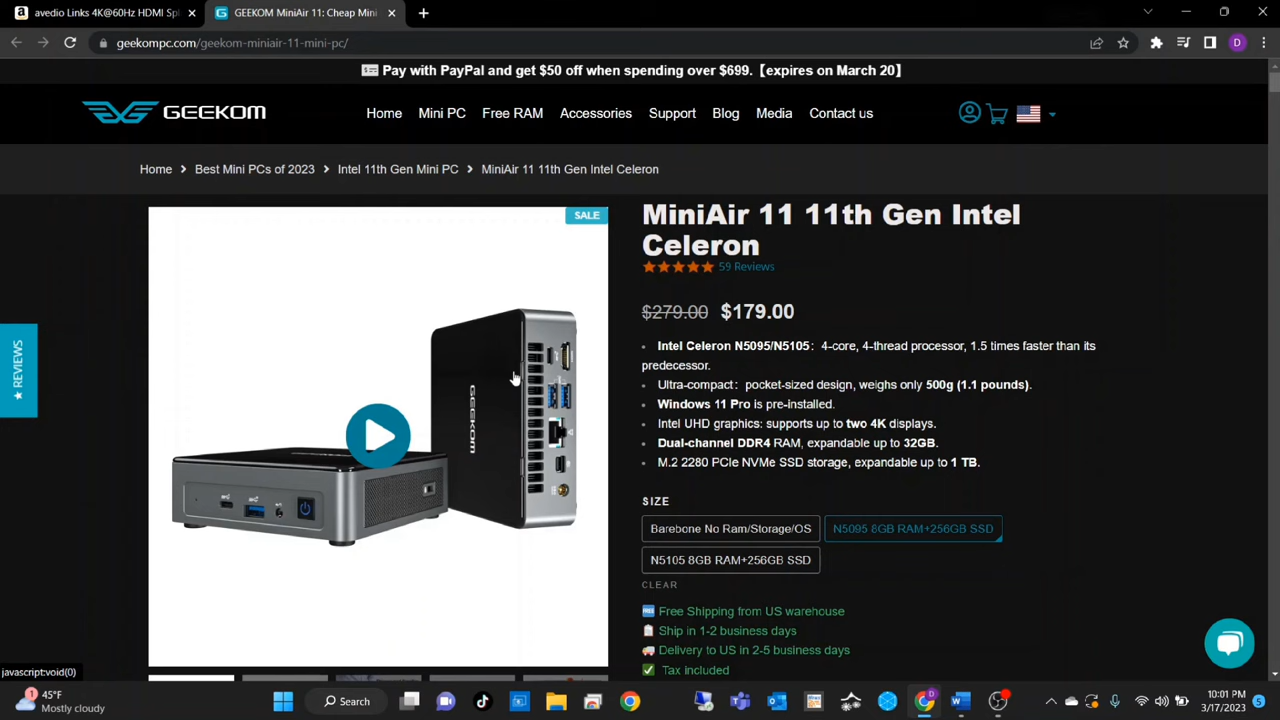 avedio Links 4K@60Hz HDMI Spl
GEEKOM MiniAir 11: Cheap Mini
geekompc.com/geekom-miniair-11-mini-pc/
D
Pay with PayPal and get $50 off when spending over $699.【expires on March 20】
GEEKOM
Home Mini PC Free RAM Accessories Support Blog Media Contact us
Home > Best Mini PCs of 2023 > Intel 11th Gen Mini PC > MiniAir 11 11th Gen Intel Celeron
SALE
GEEKOM
★ REVIEWS
MiniAir 11 11th Gen Intel
Celeron
59 Reviews
$279.00 $179.00
• Intel Celeron N5095/N5105： 4-core, 4-thread processor, 1.5 times faster than its
predecessor.
• Ultra-compact： pocket-sized design, weighs only 500g (1.1 pounds).
• Windows 11 Pro is pre-installed.
• Intel UHD graphics: supports up to two 4K displays.
• Dual-channel DDR4 RAM, expandable up to 32GB.
• M.2 2280 PCIe NVMe SSD storage, expandable up to 1 TB.
SIZE
Barebone No Ram/Storage/OS N5095 8GB RAM+256GB SSD
N5105 8GB RAM+256GB SSD
CLEAR
FREE Free Shipping from US warehouse
Ship in 1-2 business days
Delivery to US in 2-5 business days
Tax included
javascript:void(0)
1
45°F
Mostly cloudy
Search
D
10:01 PM
3/17/2023
5